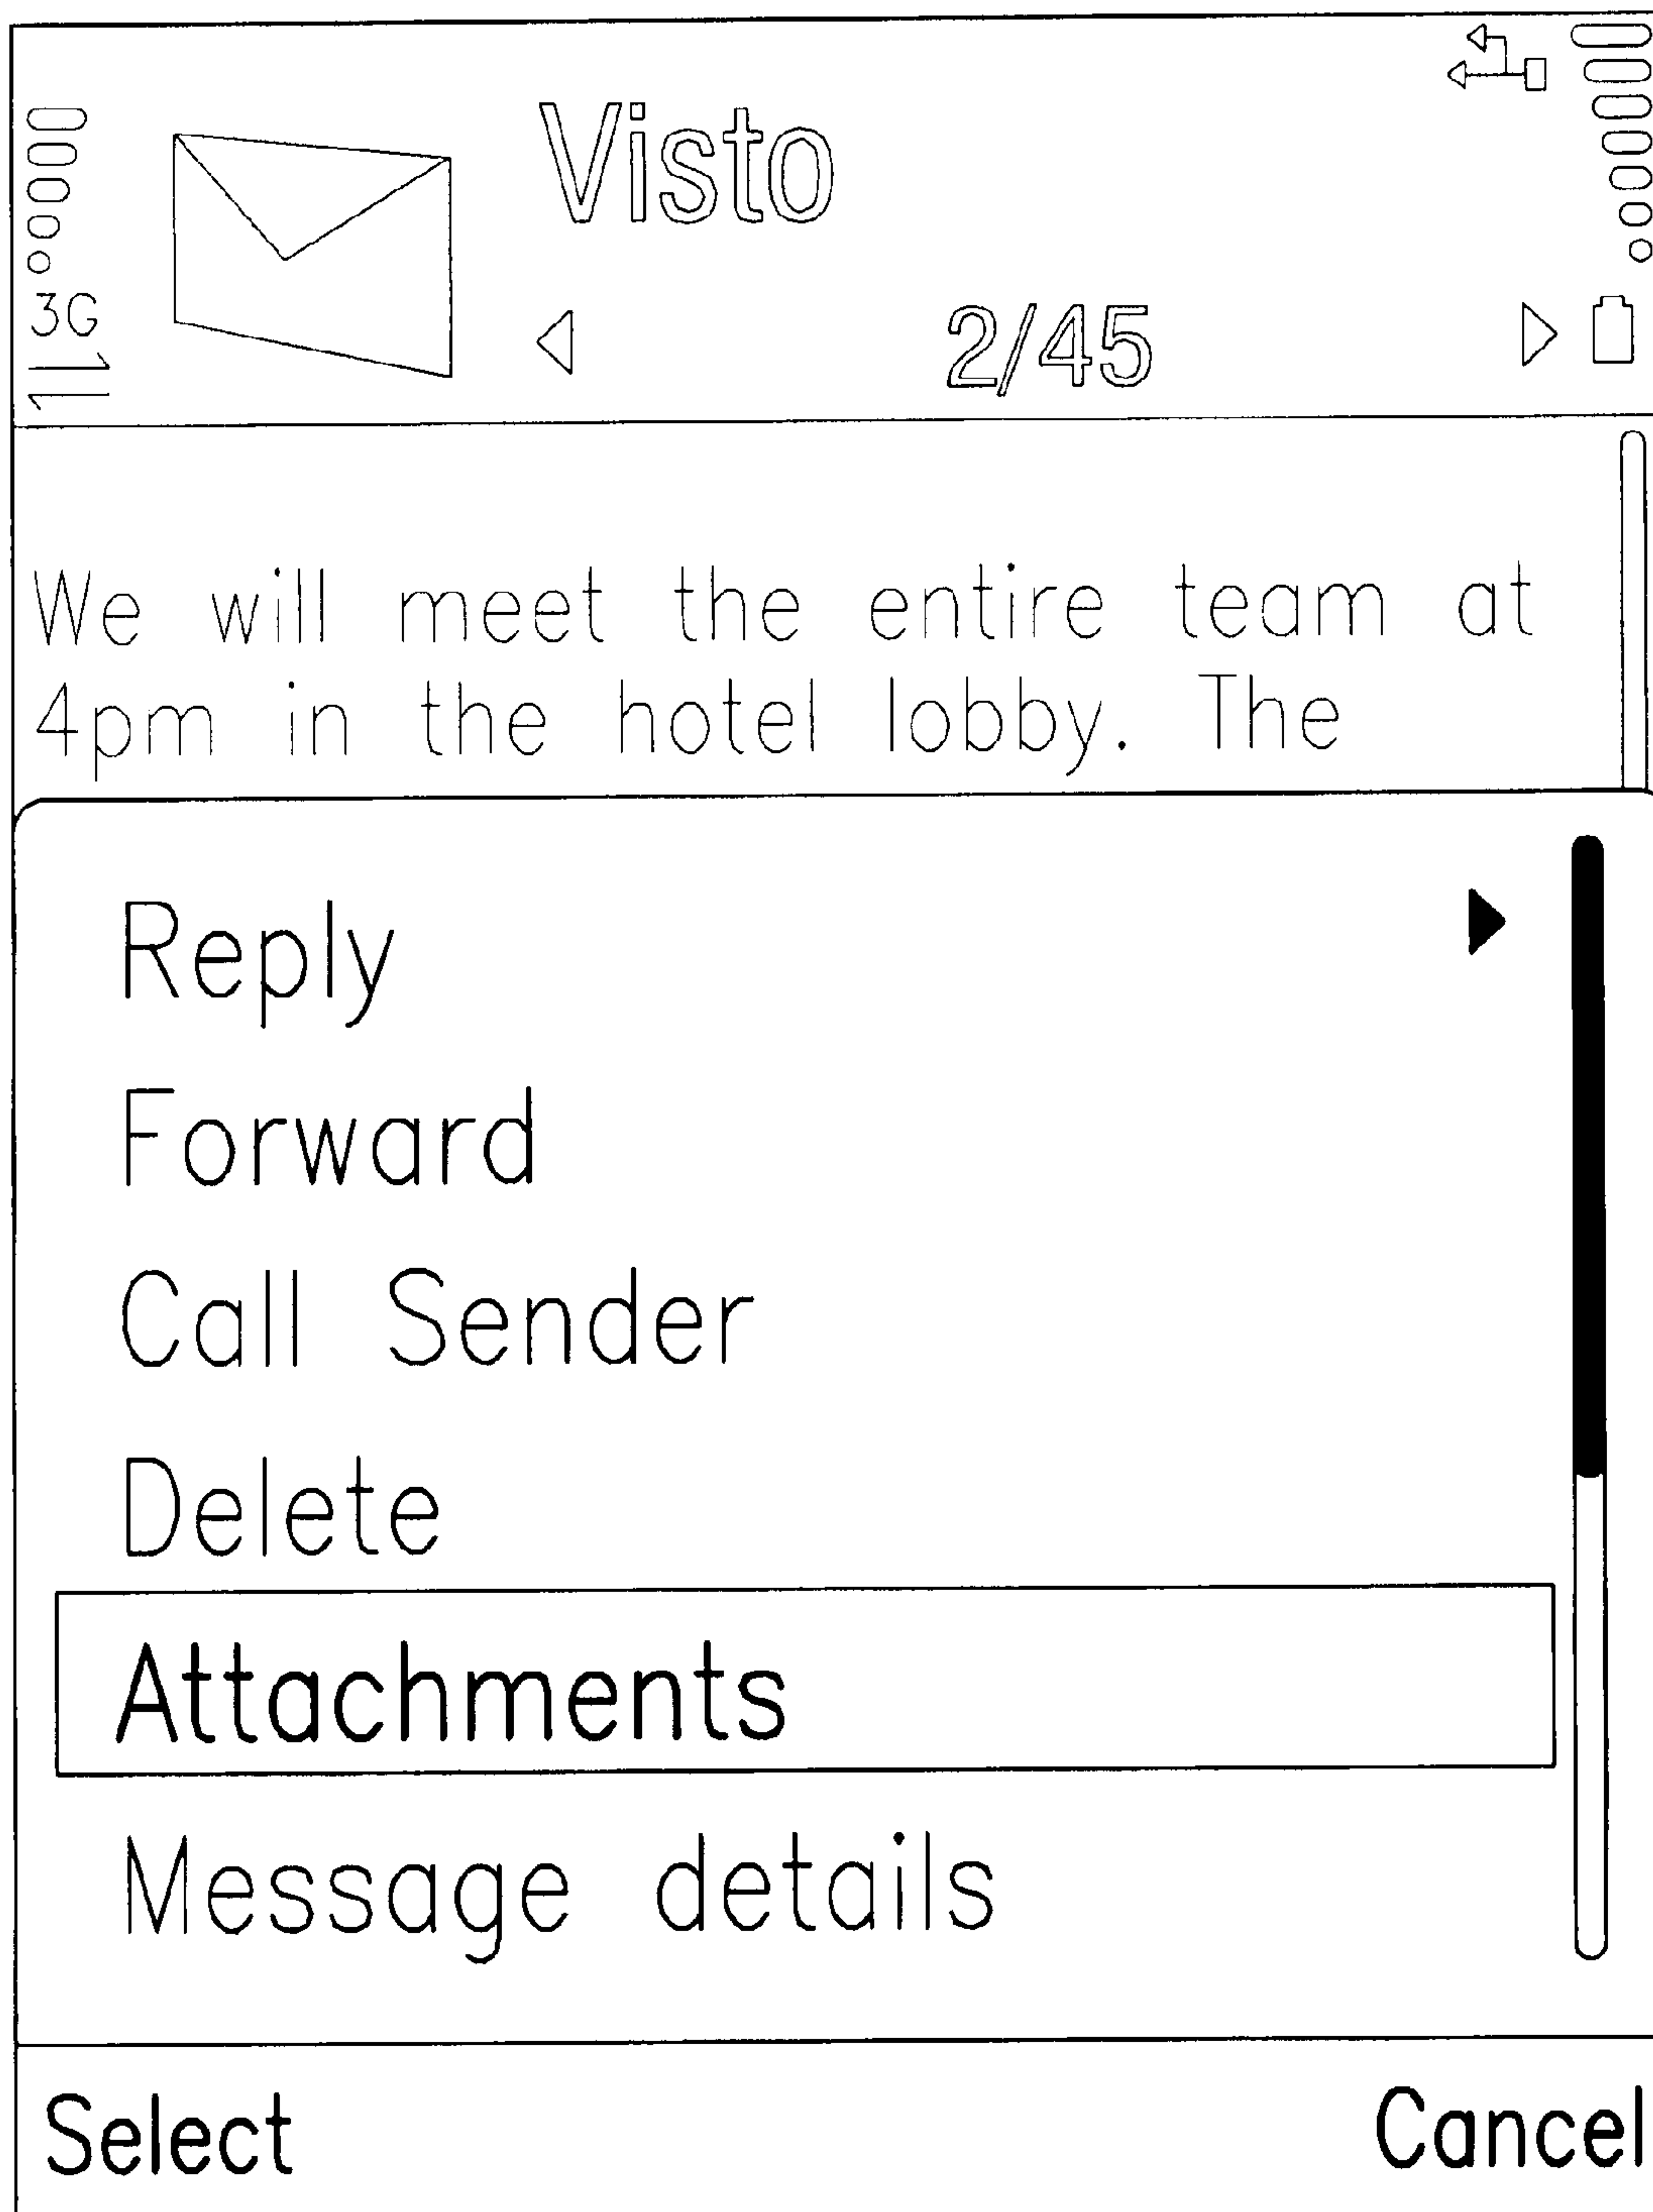 Visto
3G
2/45
We will meet the entire team at
4pm in the hotel lobby. The
Reply
Forward
Call Sender
Delete
Attachments
Message details
Select
Cancel